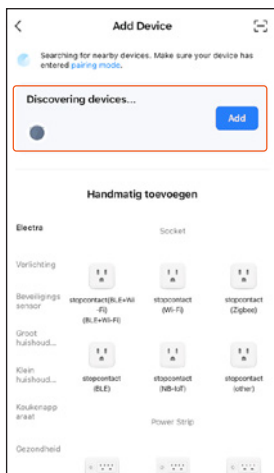 Add Device
Searching for nearby devices. Make sure your device has
entered pairing mode.
Discovering devices...
Add
Handmatig toevoegen
Electra
Socket
Verlichting
Beveiligings
sensor
stopcontact(BLE+Wi
-Fi)
(BLE+Wi-Fi)
stopcontact
(Wi-Fi)
stopcontact
(Zigbee)
Groot
huishoud...
Klein
huishoud...
stopcontact
(BLE)
stopcontact
(NB-IoT)
stopcontact
(other)
Keukenapp
araat
Power Strip
Gezondheid